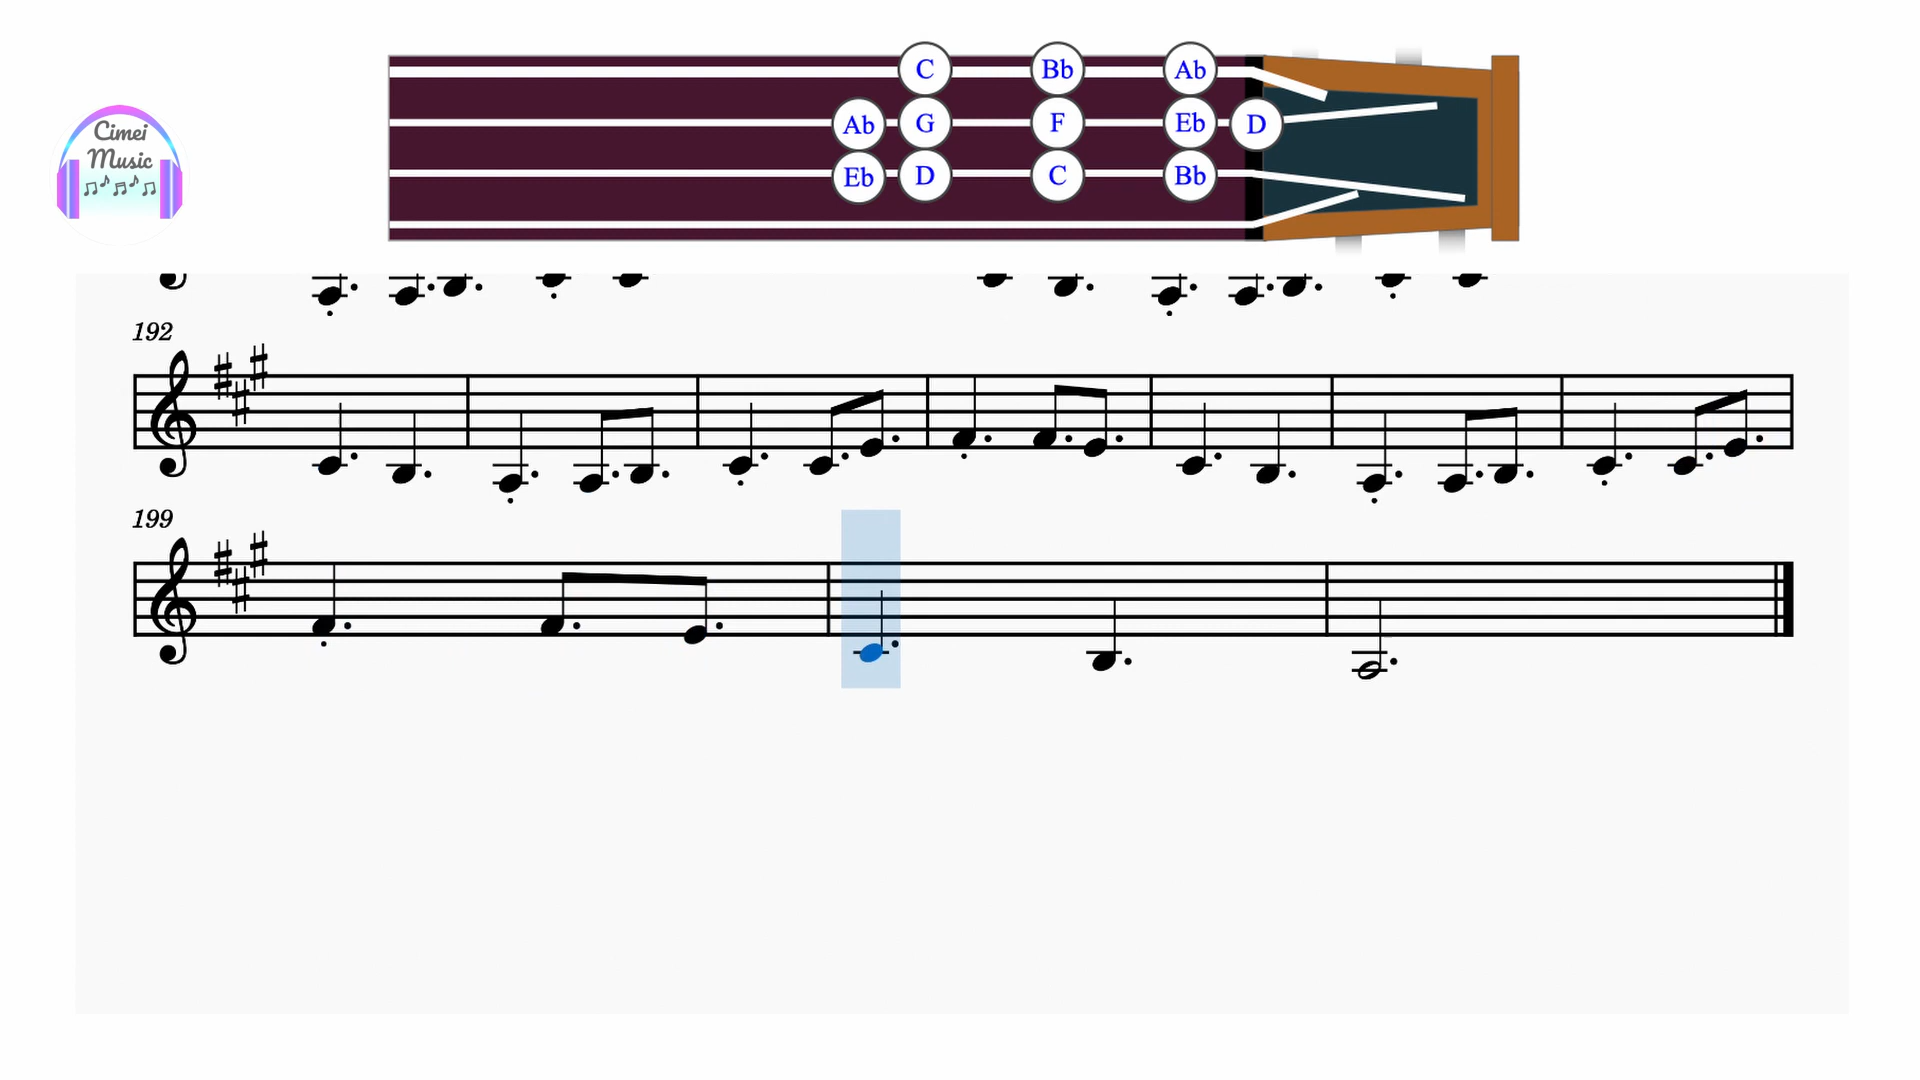 C Bb Ab
Ab G F Eb D
Eb D C Bb
Cimei
Music
192
199